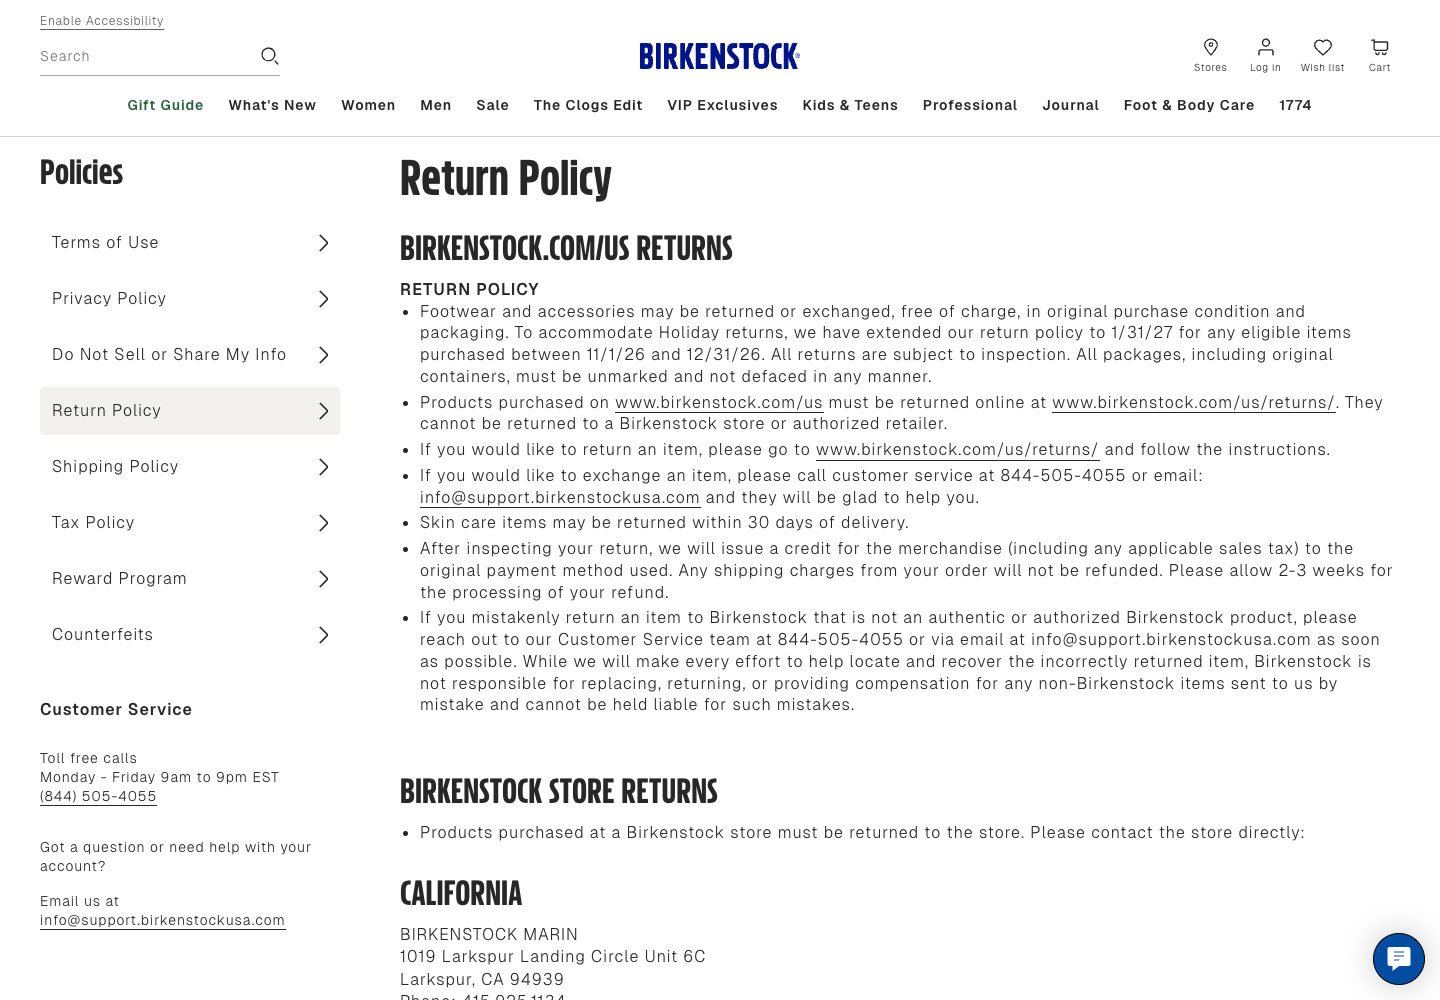 Enable Accessibility
Search
BIRKENSTOCK
Stores
Log In
Wish list
Cart
Gift Guide
What's New
Women
Men
Sale
The Clogs Edit
VIP Exclusives
Kids & Teens
Professional
Journal
Foot & Body Care
1774
Policies
Terms of Use
Privacy Policy
Do Not Sell or Share My Info
Return Policy
Shipping Policy
Tax Policy
Reward Program
Counterfeits
Customer Service
Toll free calls
Monday - Friday 9am to 9pm EST
(844) 505-4055
Got a question or need help with your
account?
Email us at
info@support.birkenstockusa.com
Return Policy
BIRKENSTOCK.COM/US RETURNS
RETURN POLICY
• Footwear and accessories may be returned or exchanged, free of charge, in original purchase condition and
packaging. To accommodate Holiday returns, we have extended our return policy to 1/31/27 for any eligible items
purchased between 11/1/26 and 12/31/26. All returns are subject to inspection. All packages, including original
containers, must be unmarked and not defaced in any manner.
• Products purchased on www.birkenstock.com/us must be returned online at www.birkenstock.com/us/returns/. They
cannot be returned to a Birkenstock store or authorized retailer.
• If you would like to return an item, please go to www.birkenstock.com/us/returns/ and follow the instructions.
• If you would like to exchange an item, please call customer service at 844-505-4055 or email:
info@support.birkenstockusa.com and they will be glad to help you.
• Skin care items may be returned within 30 days of delivery.
• After inspecting your return, we will issue a credit for the merchandise (including any applicable sales tax) to the
original payment method used. Any shipping charges from your order will not be refunded. Please allow 2-3 weeks for
the processing of your refund.
• If you mistakenly return an item to Birkenstock that is not an authentic or authorized Birkenstock product, please
reach out to our Customer Service team at 844-505-4055 or via email at info@support.birkenstockusa.com as soon
as possible. While we will make every effort to help locate and recover the incorrectly returned item, Birkenstock is
not responsible for replacing, returning, or providing compensation for any non-Birkenstock items sent to us by
mistake and cannot be held liable for such mistakes.
BIRKENSTOCK STORE RETURNS
• Products purchased at a Birkenstock store must be returned to the store. Please contact the store directly:
CALIFORNIA
BIRKENSTOCK MARIN
1019 Larkspur Landing Circle Unit 6C
Larkspur, CA 94939
Phone: 415.925.1134